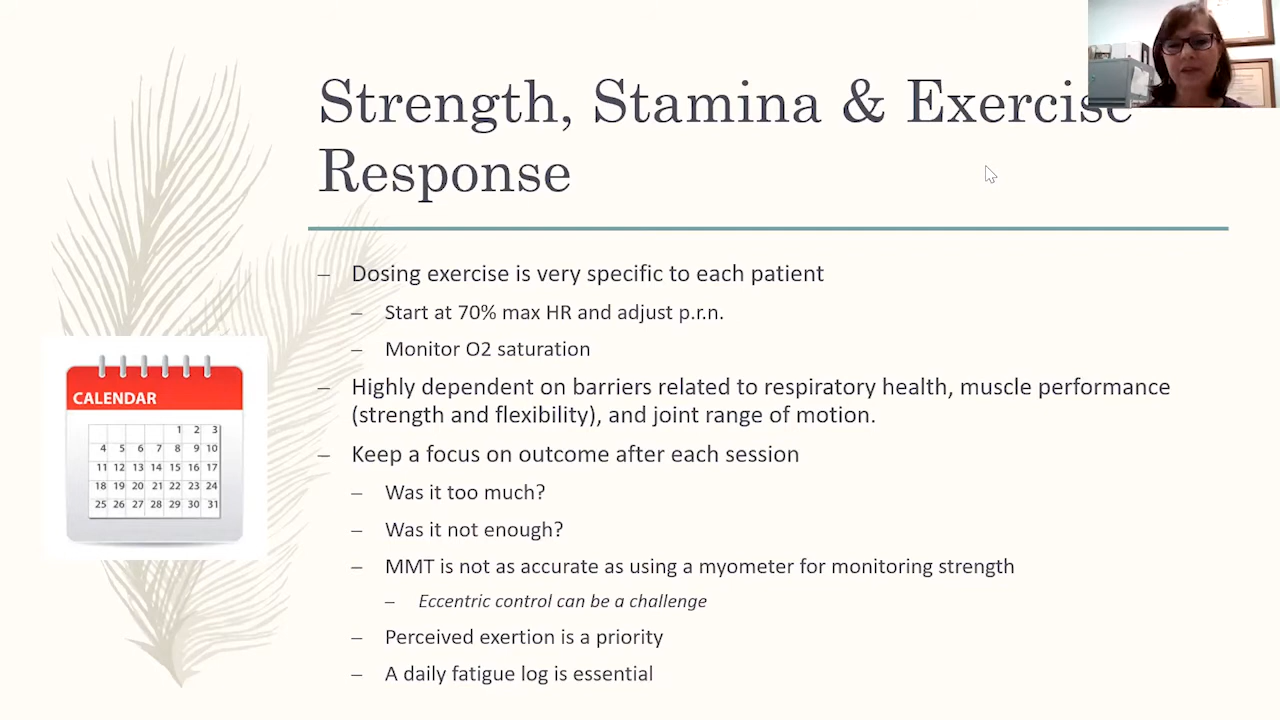 Strength, Stamina & Exercise
Response
– Dosing exercise is very specific to each patient
– Start at 70% max HR and adjust p.r.n.
– Monitor O2 saturation
– Highly dependent on barriers related to respiratory health, muscle performance
(strength and flexibility), and joint range of motion.
– Keep a focus on outcome after each session
– Was it too much?
– Was it not enough?
– MMT is not as accurate as using a myometer for monitoring strength
– Eccentric control can be a challenge
– Perceived exertion is a priority
– A daily fatigue log is essential
CALENDAR
1 2 3
4 5 6 7 8 9 10
11 12 13 14 15 16 17
18 19 20 21 22 23 24
25 26 27 28 29 30 31